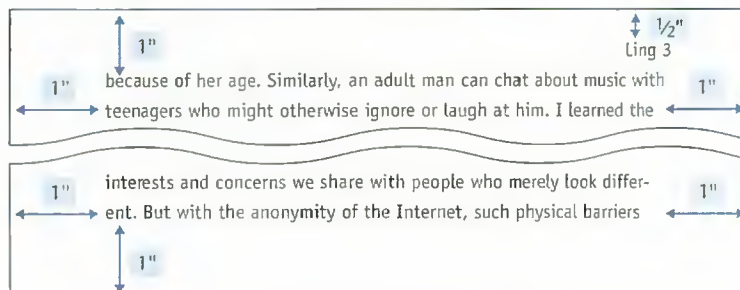 1" ½"
Ling 3
1" because of her age. Similarly, an adult man can chat about music with 1"
teenagers who might otherwise ignore or laugh at him. I learned the
1" interests and concerns we share with people who merely look differ- 1"
ent. But with the anonymity of the Internet, such physical barriers
1"